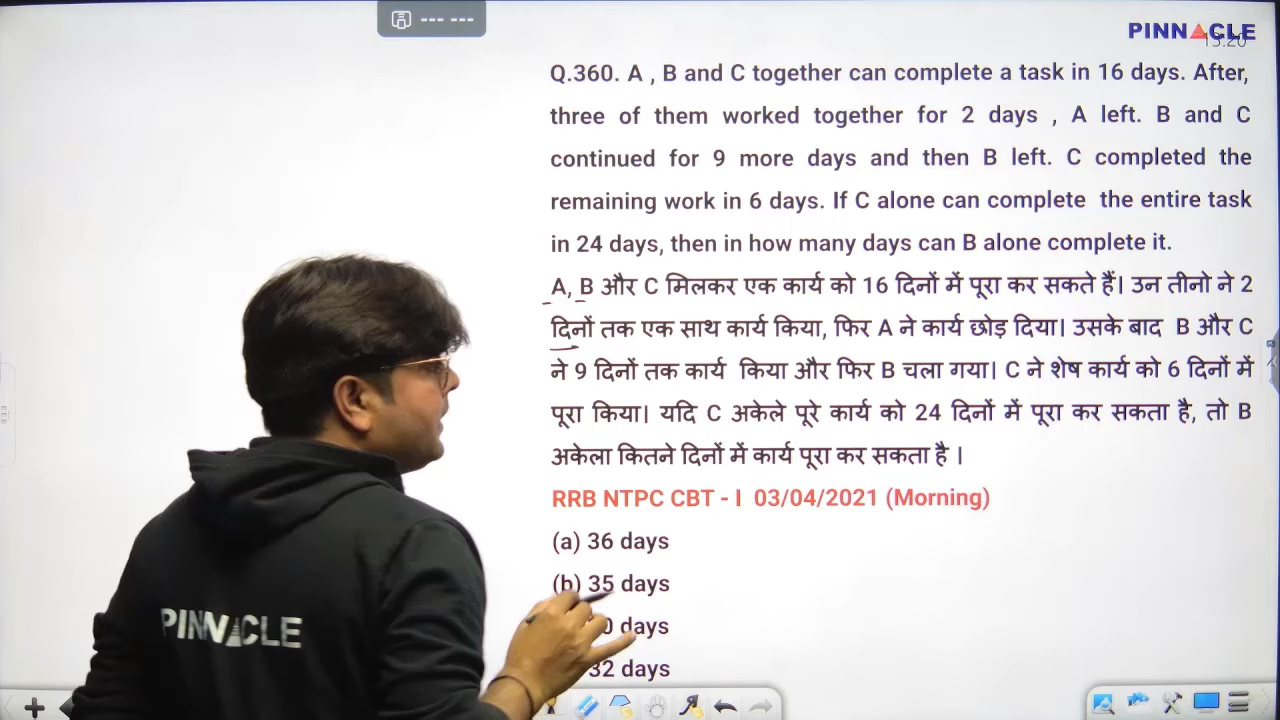 --- ---
PINNACLE
13:20
Q.360. A , B and C together can complete a task in 16 days. After,
three of them worked together for 2 days , A left. B and C
continued for 9 more days and then B left. C completed the
remaining work in 6 days. If C alone can complete the entire task
in 24 days, then in how many days can B alone complete it.
A, B और C मिलकर एक कार्य को 16 दिनों में पूरा कर सकते हैं। उन तीनो ने 2
दिनों तक एक साथ कार्य किया, फिर A ने कार्य छोड़ दिया। उसके बाद B और C
ने 9 दिनों तक कार्य किया और फिर B चला गया। C ने शेष कार्य को 6 दिनों में
पूरा किया। यदि C अकेले पूरे कार्य को 24 दिनों में पूरा कर सकता है, तो B
अकेला कितने दिनों में कार्य पूरा कर सकता है ।
RRB NTPC CBT - I 03/04/2021 (Morning)
(a) 36 days
(b) 35 days
0 days
32 days
PINNACLE